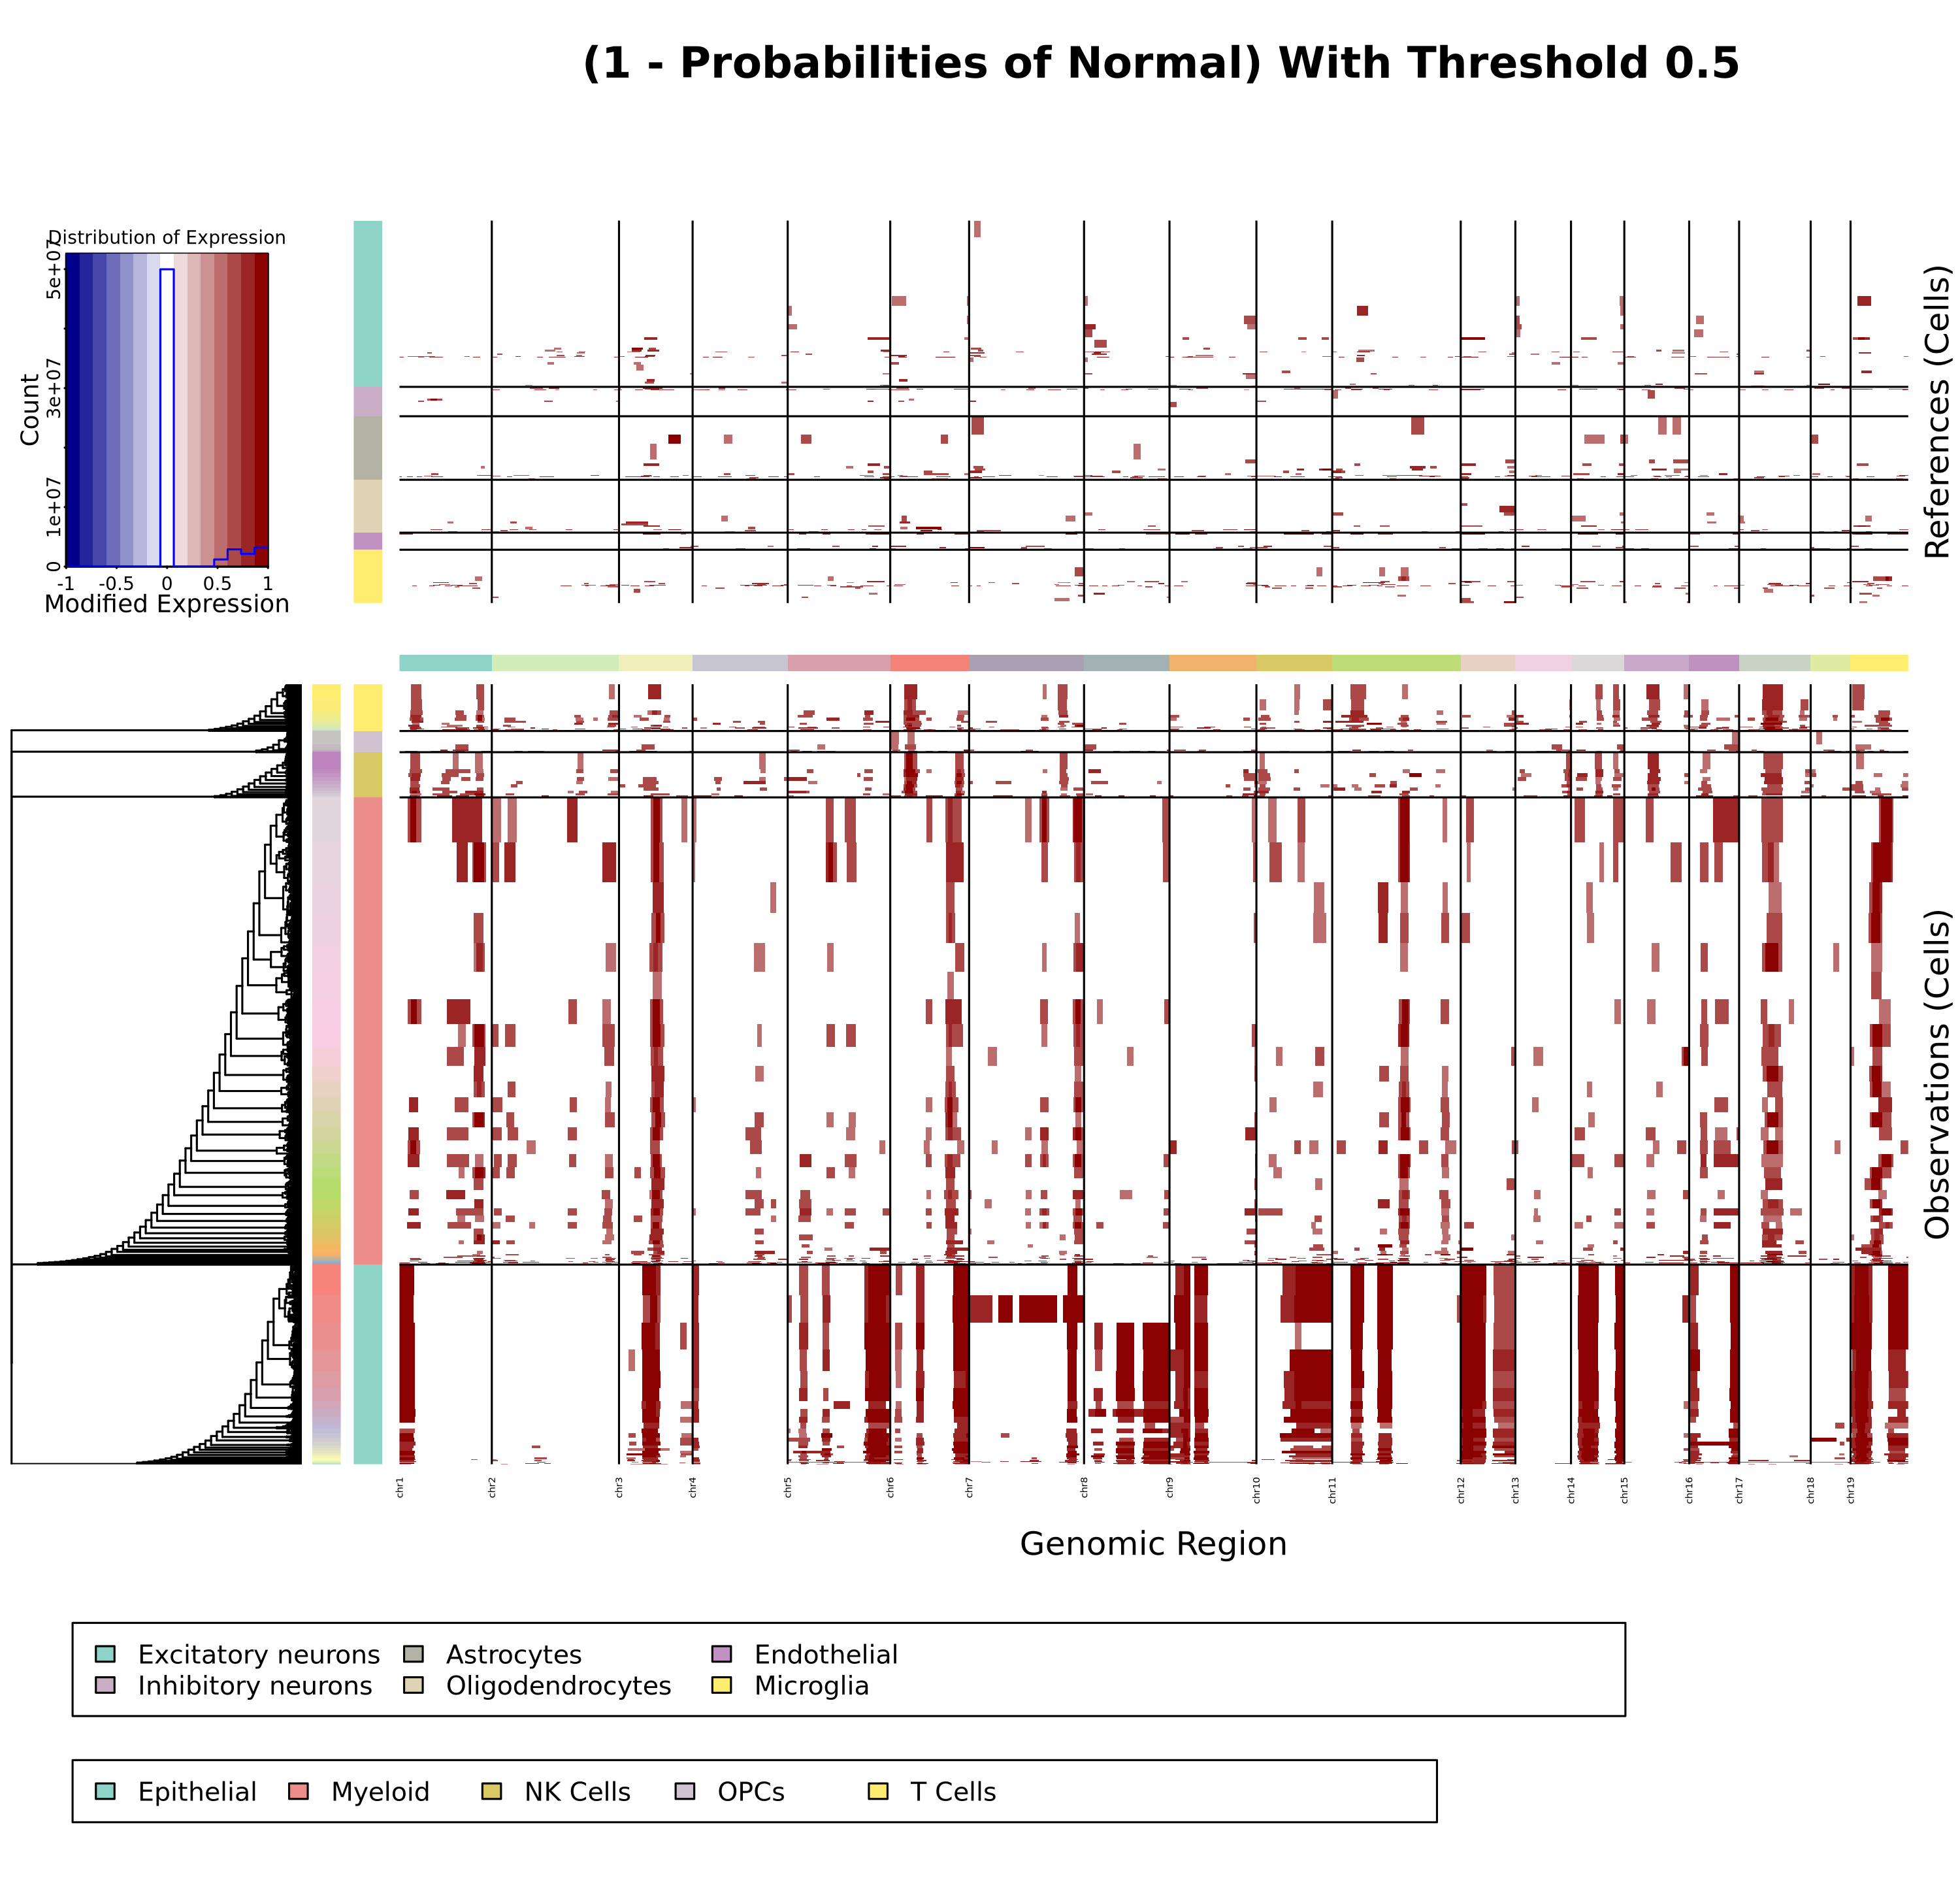 (1 - Probabilities of Normal) With Threshold 0.5
Distribution of Expression
Count
0 1e+07 3e+07 5e+07
-1 -0.5 0 0.5 1
Modified Expression
References (Cells)
Observations (Cells)
chr1 chr2 chr3 chr4 chr5 chr6 chr7 chr8 chr9 chr10 chr11 chr12 chr13 chr14 chr15 chr16 chr17 chr18 chr19
Genomic Region
Excitatory neurons Astrocytes Endothelial
Inhibitory neurons Oligodendrocytes Microglia
Epithelial Myeloid NK Cells OPCs T Cells